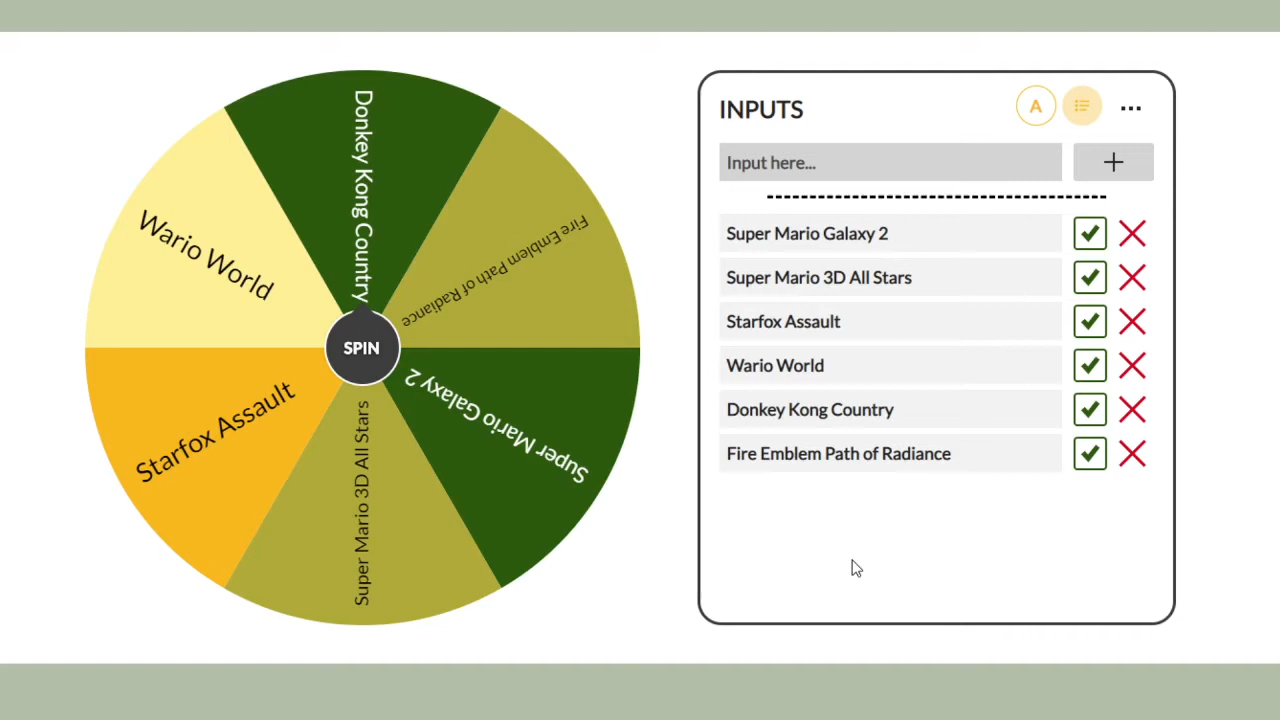 Donkey Kong Country
Fire Emblem Path of Radiance
Super Mario Galaxy 2
Super Mario 3D All Stars
Starfox Assault
Wario World
SPIN
INPUTS
A
Input here...
Super Mario Galaxy 2
Super Mario 3D All Stars
Starfox Assault
Wario World
Donkey Kong Country
Fire Emblem Path of Radiance